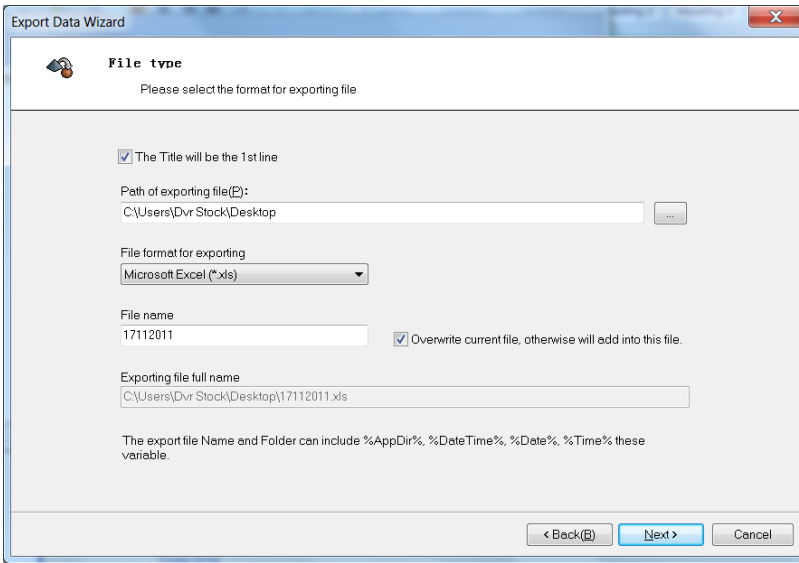 Export Data Wizard
File type
Please select the format for exporting file
The Title will be the 1st line
Path of exporting file(P):
C:\Users\Dvr Stock\Desktop
...
File format for exporting
Microsoft Excel (*.xls)
File name
17112011
Overwrite current file, otherwise will add into this file.
Exporting file full name
C:\Users\Dvr Stock\Desktop\17112011.xls
The export file Name and Folder can include %AppDir%, %DateTime%, %Date%, %Time% these
variable.
< Back(B)
Next >
Cancel